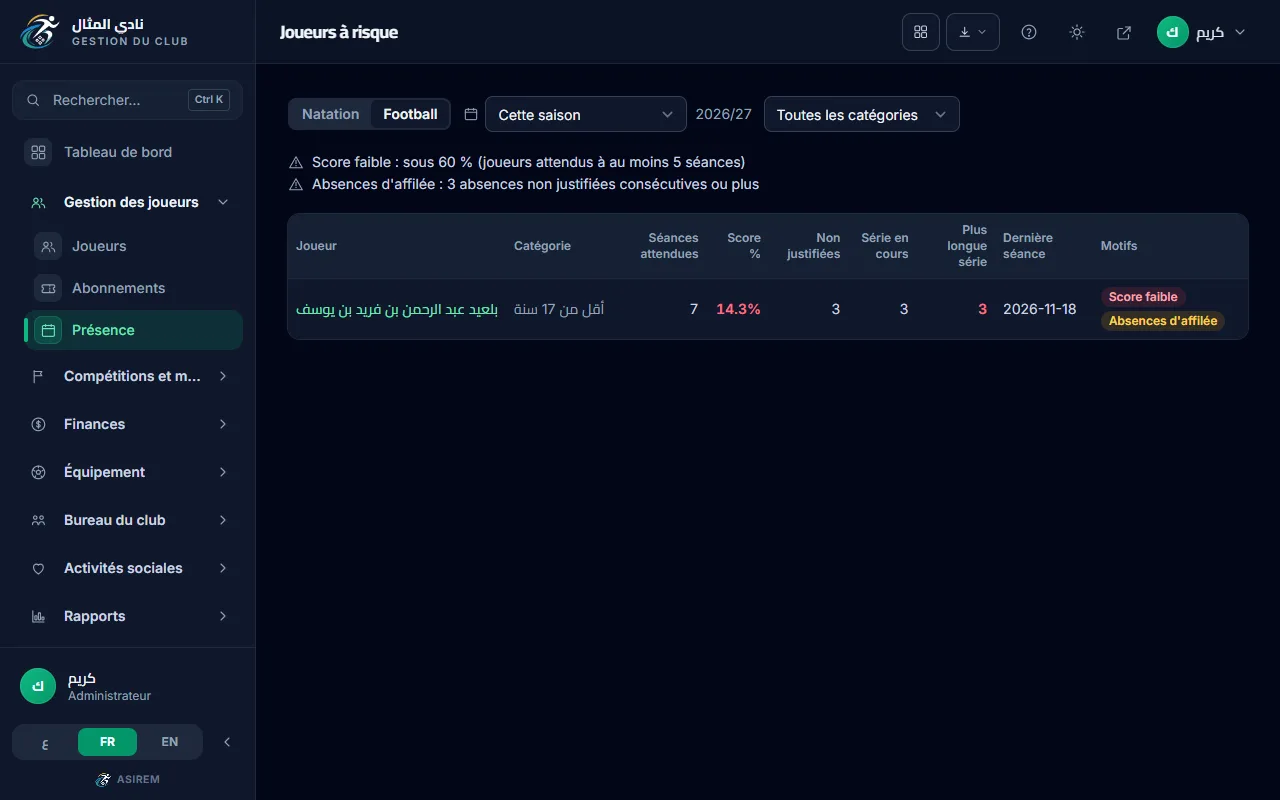 نادي المثال
GESTION DU CLUB
Rechercher...
Ctrl K
Tableau de bord
Gestion des joueurs
Joueurs
Abonnements
Présence
Compétitions et m...
Finances
Équipement
Bureau du club
Activités sociales
Rapports
ك
كريم
Administrateur
ع
FR
EN
ASIREM
Joueurs à risque
ك
كريم
Natation
Football
Cette saison
2026/27
Toutes les catégories
Score faible : sous 60 % (joueurs attendus à au moins 5 séances)
Absences d'affilée : 3 absences non justifiées consécutives ou plus
Joueur
Catégorie
Séances attendues
Score %
Non justifiées
Série en cours
Plus longue série
Dernière séance
Motifs
بلعيد عبد الرحمن بن فريد بن يوسف
أقل من 17 سنة
7
14.3%
3
3
3
2026-11-18
Score faible
Absences d'affilée